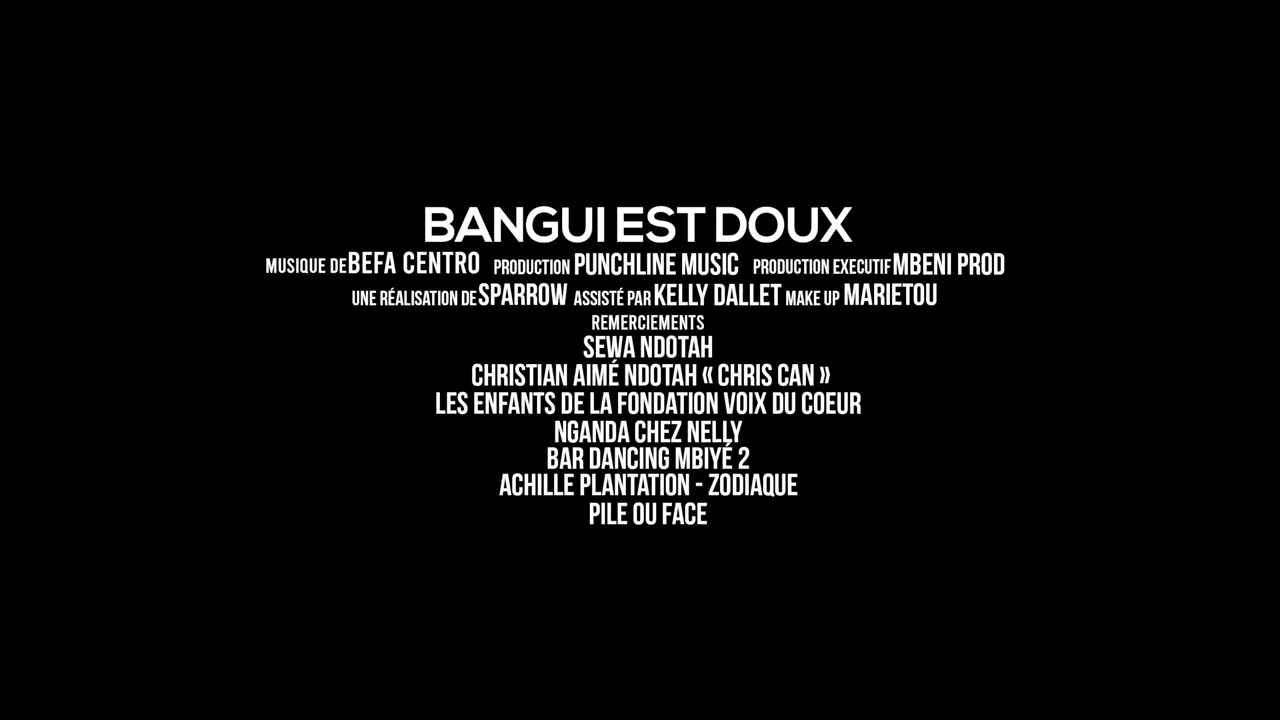 BANGUI EST DOUX
MUSIQUE DE BEFA CENTRO PRODUCTION PUNCHLINE MUSIC PRODUCTION EXECUTIF MBENI PROD
UNE RÉALISATION DE SPARROW ASSISTÉ PAR KELLY DALLET MAKE UP MARIETOU
REMERCIEMENTS
SEWA NDOTAH
CHRISTIAN AIMÉ NDOTAH « CHRIS CAN »
LES ENFANTS DE LA FONDATION VOIX DU COEUR
NGANDA CHEZ NELLY
BAR DANCING MBIYÉ 2
ACHILLE PLANTATION - ZODIAQUE
PILE OU FACE